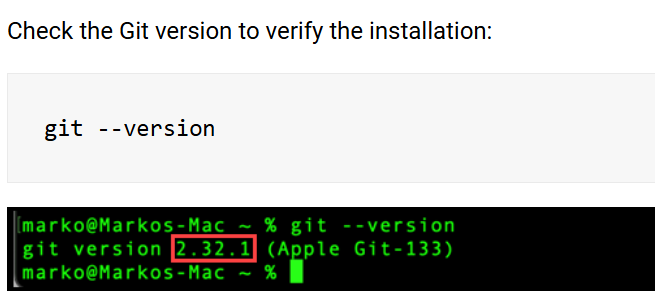 Check the Git version to verify the installation:
git --version
marko@Markos-Mac ~ % git --version
git version 2.32.1 (Apple Git-133)
marko@Markos-Mac ~ %